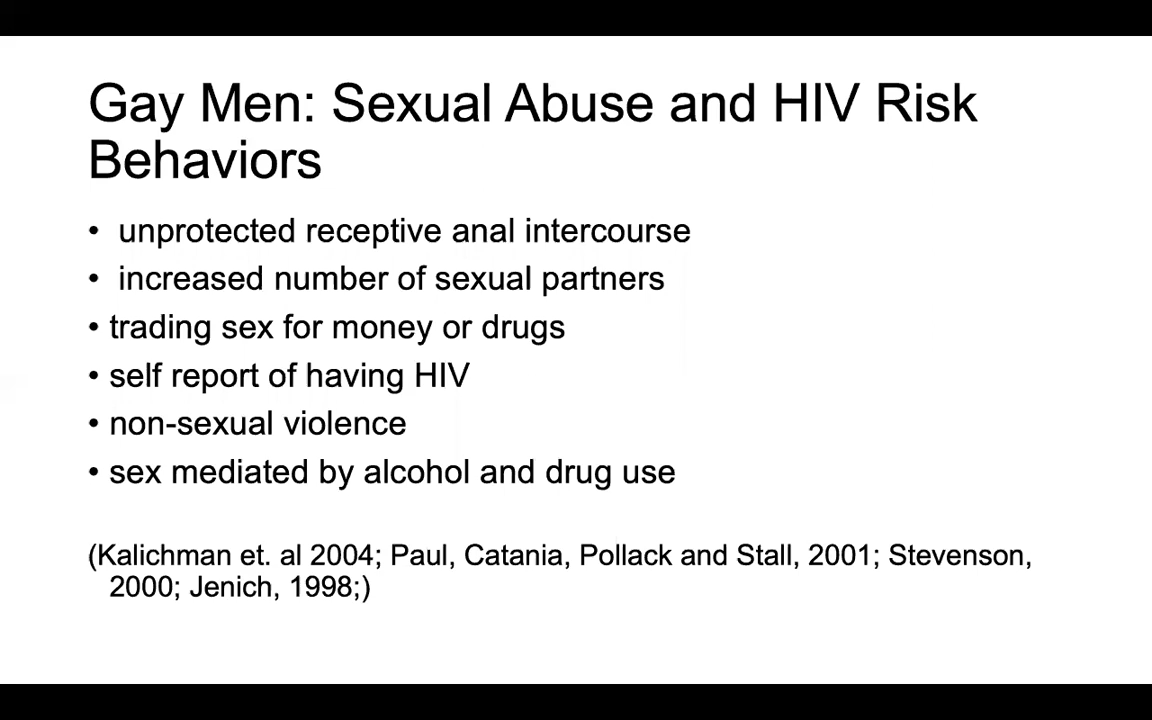 Gay Men: Sexual Abuse and HIV Risk
Behaviors
• unprotected receptive anal intercourse
• increased number of sexual partners
• trading sex for money or drugs
• self report of having HIV
• non-sexual violence
• sex mediated by alcohol and drug use
(Kalichman et. al 2004; Paul, Catania, Pollack and Stall, 2001; Stevenson,
2000; Jenich, 1998;)